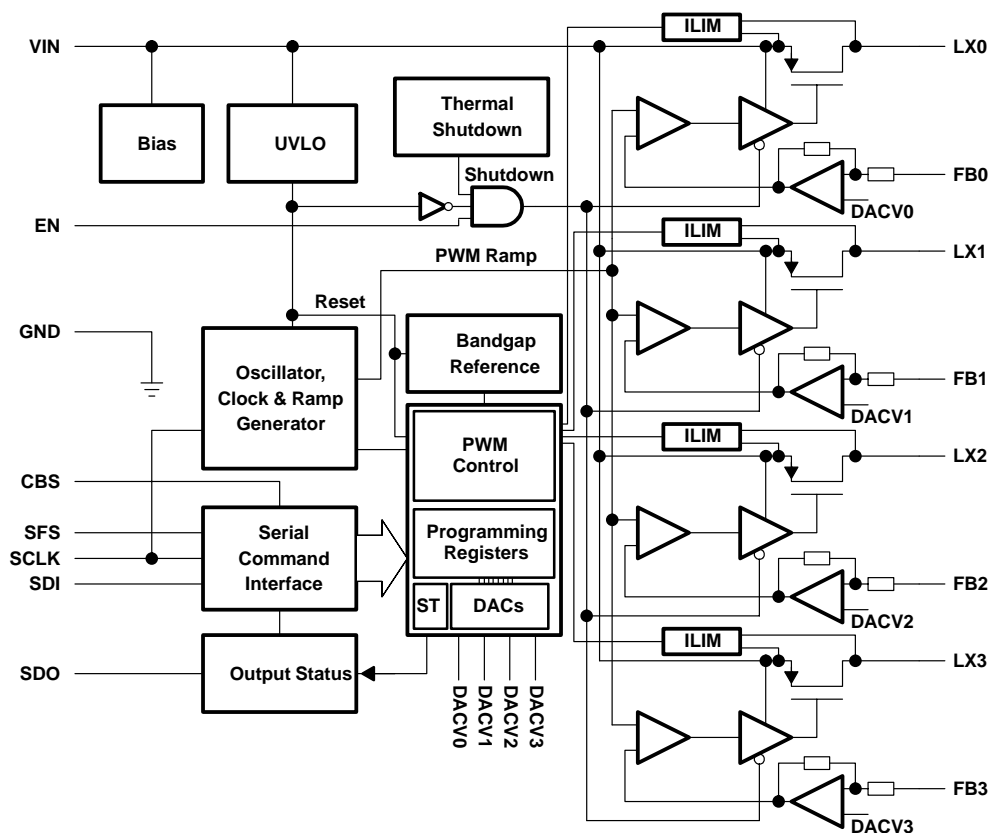 VIN
ILIM
LX0
Thermal
Shutdown
Bias
UVLO
Shutdown
FB0
DACV0
EN
ILIM
LX1
PWM Ramp
Reset
GND
Bandgap
Reference
Oscillator,
Clock & Ramp
Generator
FB1
DACV1
PWM
Control
ILIM
LX2
CBS
SFS
SCLK
SDI
Serial
Command
Interface
Programming
Registers
ST
DACs
FB2
DACV2
ILIM
LX3
SDO
Output Status
DACV0
DACV1
DACV2
DACV3
FB3
DACV3